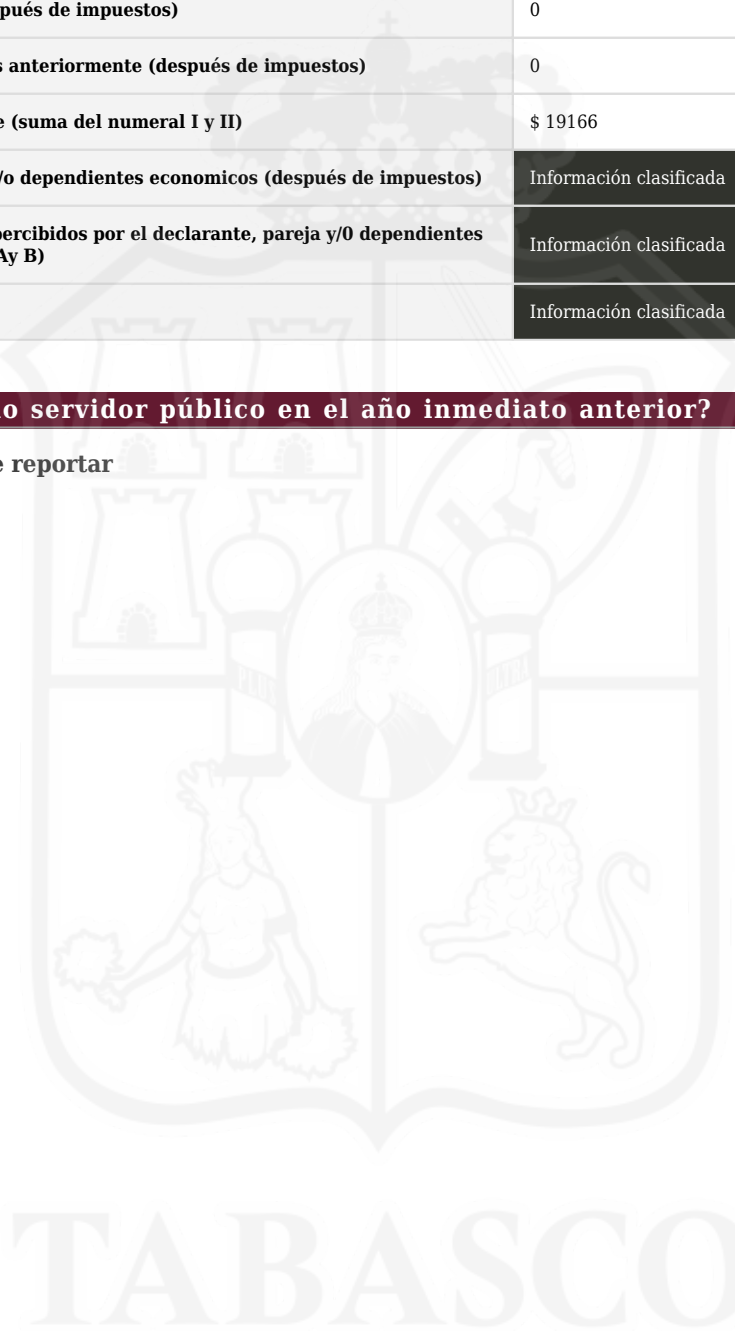 pués de impuestos) 0
s anteriormente (después de impuestos) 0
e (suma del numeral I y II) $ 19166
/o dependientes economicos (después de impuestos) Información clasificada
percibidos por el declarante, pareja y/0 dependientes
Ay B) Información clasificada
Información clasificada
o servidor público en el año inmediato anterior?
e reportar
PLUS ULTRA
TABASCO